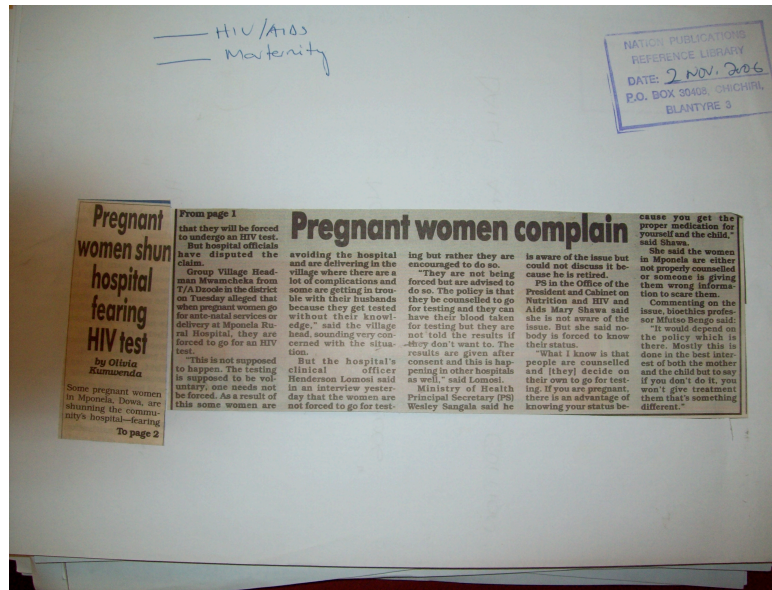 HIV/AIDS
Maternity
NATION PUBLICATIONS
REFERENCE LIBRARY
DATE: 2 NOV. 2006
P.O. BOX 30408, CHICHIRI,
BLANTYRE 3
Pregnant
women shun
hospital
fearing
HIV test
by Olivia
Kumwenda
Some pregnant women
in Mponela, Dowa, are
shunning the commu-
nity's hospital—fearing
To page 2
From page 1
Pregnant women complain
that they will be forced
to undergo an HIV test.
But hospital officials
have disputed the
claim.
Group Village Head-
man Mwamcheka from
T/A Dzoole in the district
on Tuesday alleged that
when pregnant women go
for ante-natal services or
delivery at Mponela Ru-
ral Hospital, they are
forced to go for an HIV
test.
"This is not supposed
to happen. The testing
is supposed to be vol-
untary, one needs not
be forced. As a result of
this some women are
avoiding the hospital
and are delivering in the
village where there are a
lot of complications and
some are getting in trou-
ble with their husbands
because they get tested
without their knowl-
edge," said the village
head, sounding very con-
cerned with the situa-
tion.
But the hospital's
clinical officer
Henderson Lomosi said
in an interview yester-
day that the women are
not forced to go for test-
ing but rather they are
encouraged to do so.
"They are not being
forced but are advised to
do so. The policy is that
they be counselled to go
for testing and they can
have their blood taken
for testing but they are
not told the results if
they don't want to. The
results are given after
consent and this is hap-
pening in other hospitals
as well," said Lomosi.
Ministry of Health
Principal Secretary (PS)
Wesley Sangala said he
is aware of the issue but
could not discuss it be-
cause he is retired.
PS in the Office of the
President and Cabinet on
Nutrition and HIV and
Aids Mary Shawa said
she is not aware of the
issue. But she said no-
body is forced to know
their status.
"What I know is that
people are counselled
and [they] decide on
their own to go for test-
ing. If you are pregnant,
there is an advantage of
knowing your status be-
cause you get the
proper medication for
yourself and the child,"
said Shawa.
She said the women
in Mponela are either
not properly counselled
or someone is giving
them wrong informa-
tion to scare them.
Commenting on the
issue, bioethics profes-
sor Mfutso Bengo said:
"It would depend on
the policy which is
there. Mostly this is
done in the best inter-
est of both the mother
and the child but to say
if you don't do it, you
won't give treatment
them that's something
different."